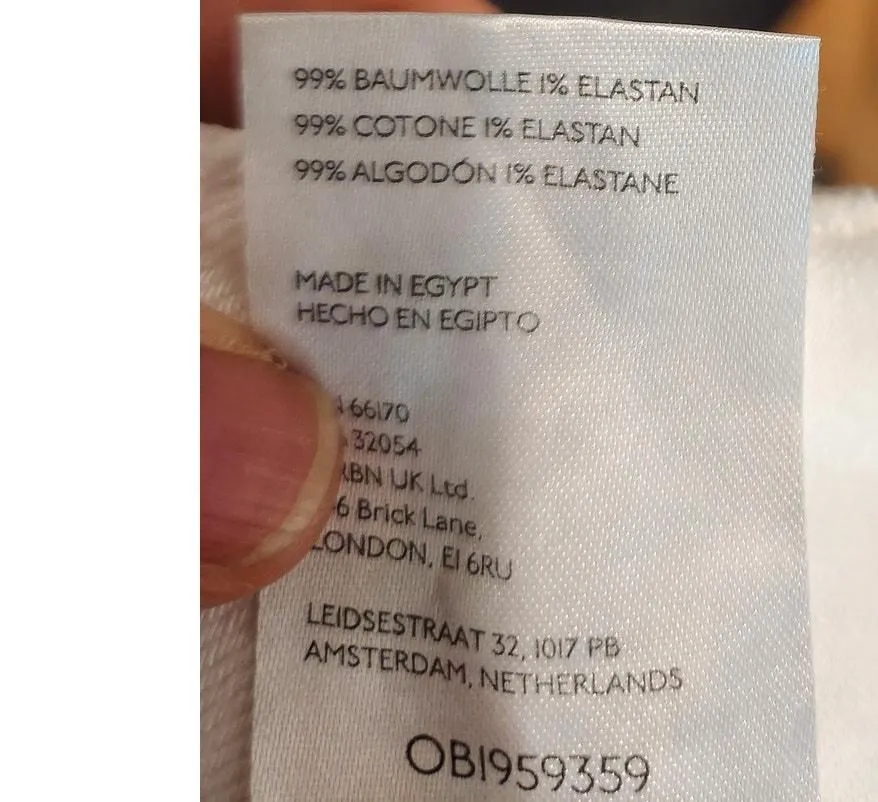 99% BAUMWOLLE 1% ELASTAN
99% COTONE 1% ELASTAN
99% ALGODÓN 1% ELASTANE
MADE IN EGYPT
HECHO EN EGIPTO
66170
32054
UK Ltd.
Brick Lane,
LONDON, E1 6RU
LEIDSESTRAAT 32, 1017 PB
AMSTERDAM, NETHERLANDS
OB1959359